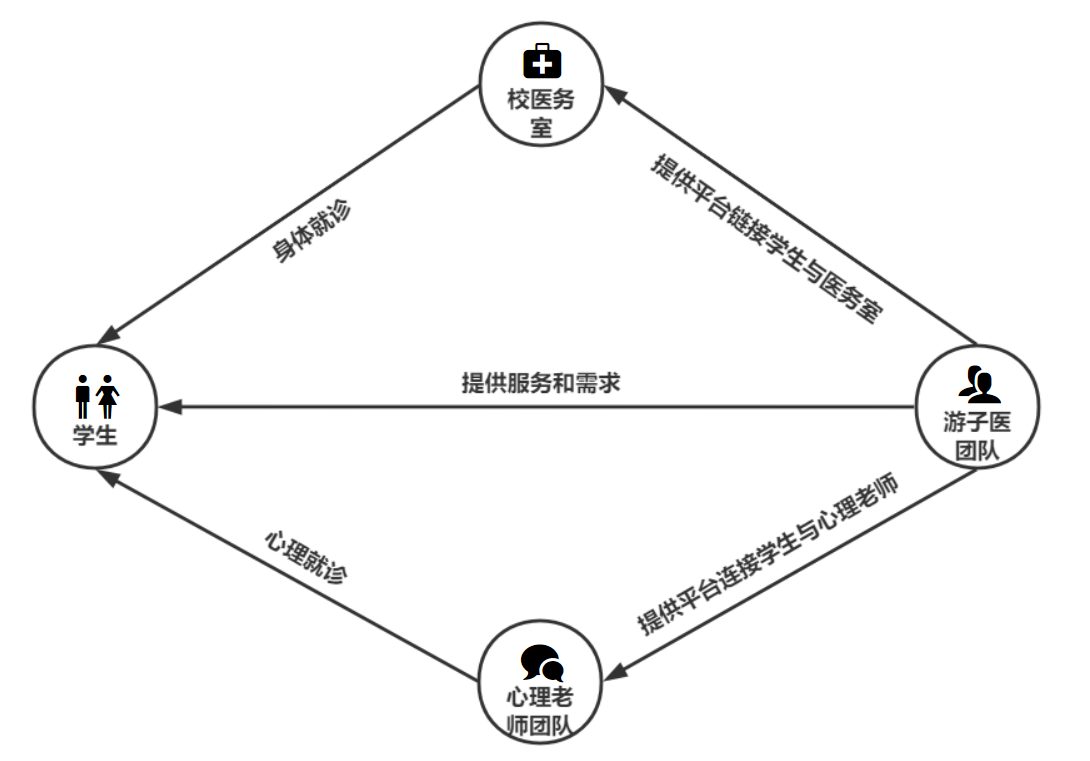 校医务
室
提供平台链接学生与医务室
身体就诊
提供服务和需求
学生
游子医
团队
心理就诊
提供平台连接学生与心理老师
心理老
师团队